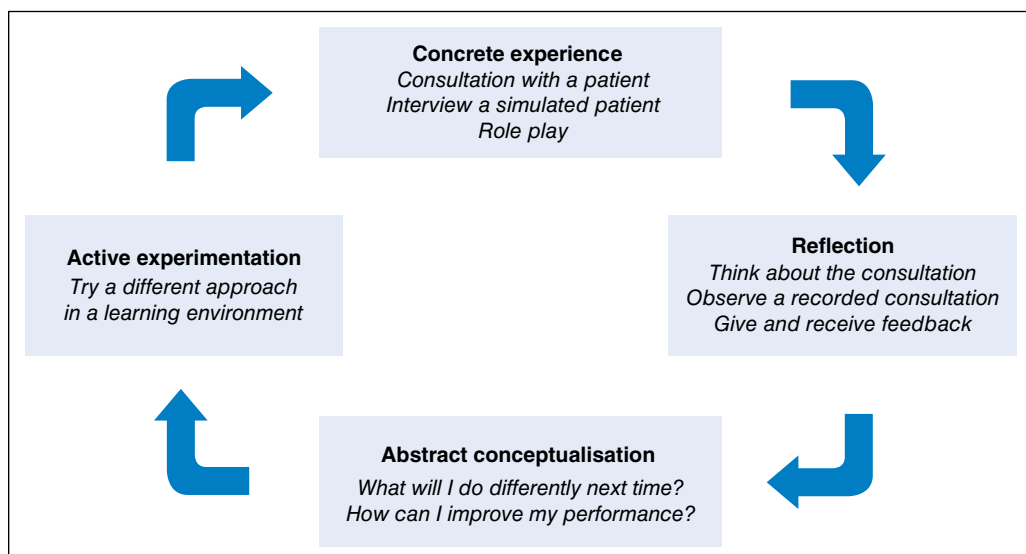 Concrete experience
Consultation with a patient
Interview a simulated patient
Role play
Reflection
Think about the consultation
Observe a recorded consultation
Give and receive feedback
Abstract conceptualisation
What will I do differently next time?
How can I improve my performance?
Active experimentation
Try a different approach
in a learning environment